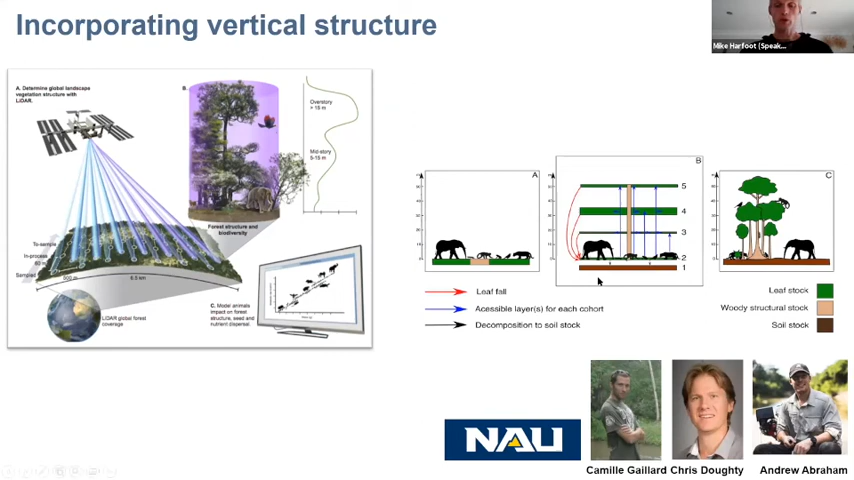 Incorporating vertical structure
Mike Harfoot (Speak...
A. Determine global landscape
vegetation structure with
LiDAR.
B.
Overstory
Mid-story
5-15 m
Forest structure and
biodiversity
To-sample
In-process
Sampled
6.5 km
LiDAR global forest
coverage
C. Model animals
impact on forest
structure, seed and
nutrient dispersal.
A
B
C
5
4
3
2
1
Leaf fall
Acessible layer(s) for each cohort
Decomposition to soil stock
Leaf stock
Woody structural stock
Soil stock
NAU
Camille Gaillard Chris Doughty Andrew Abraham